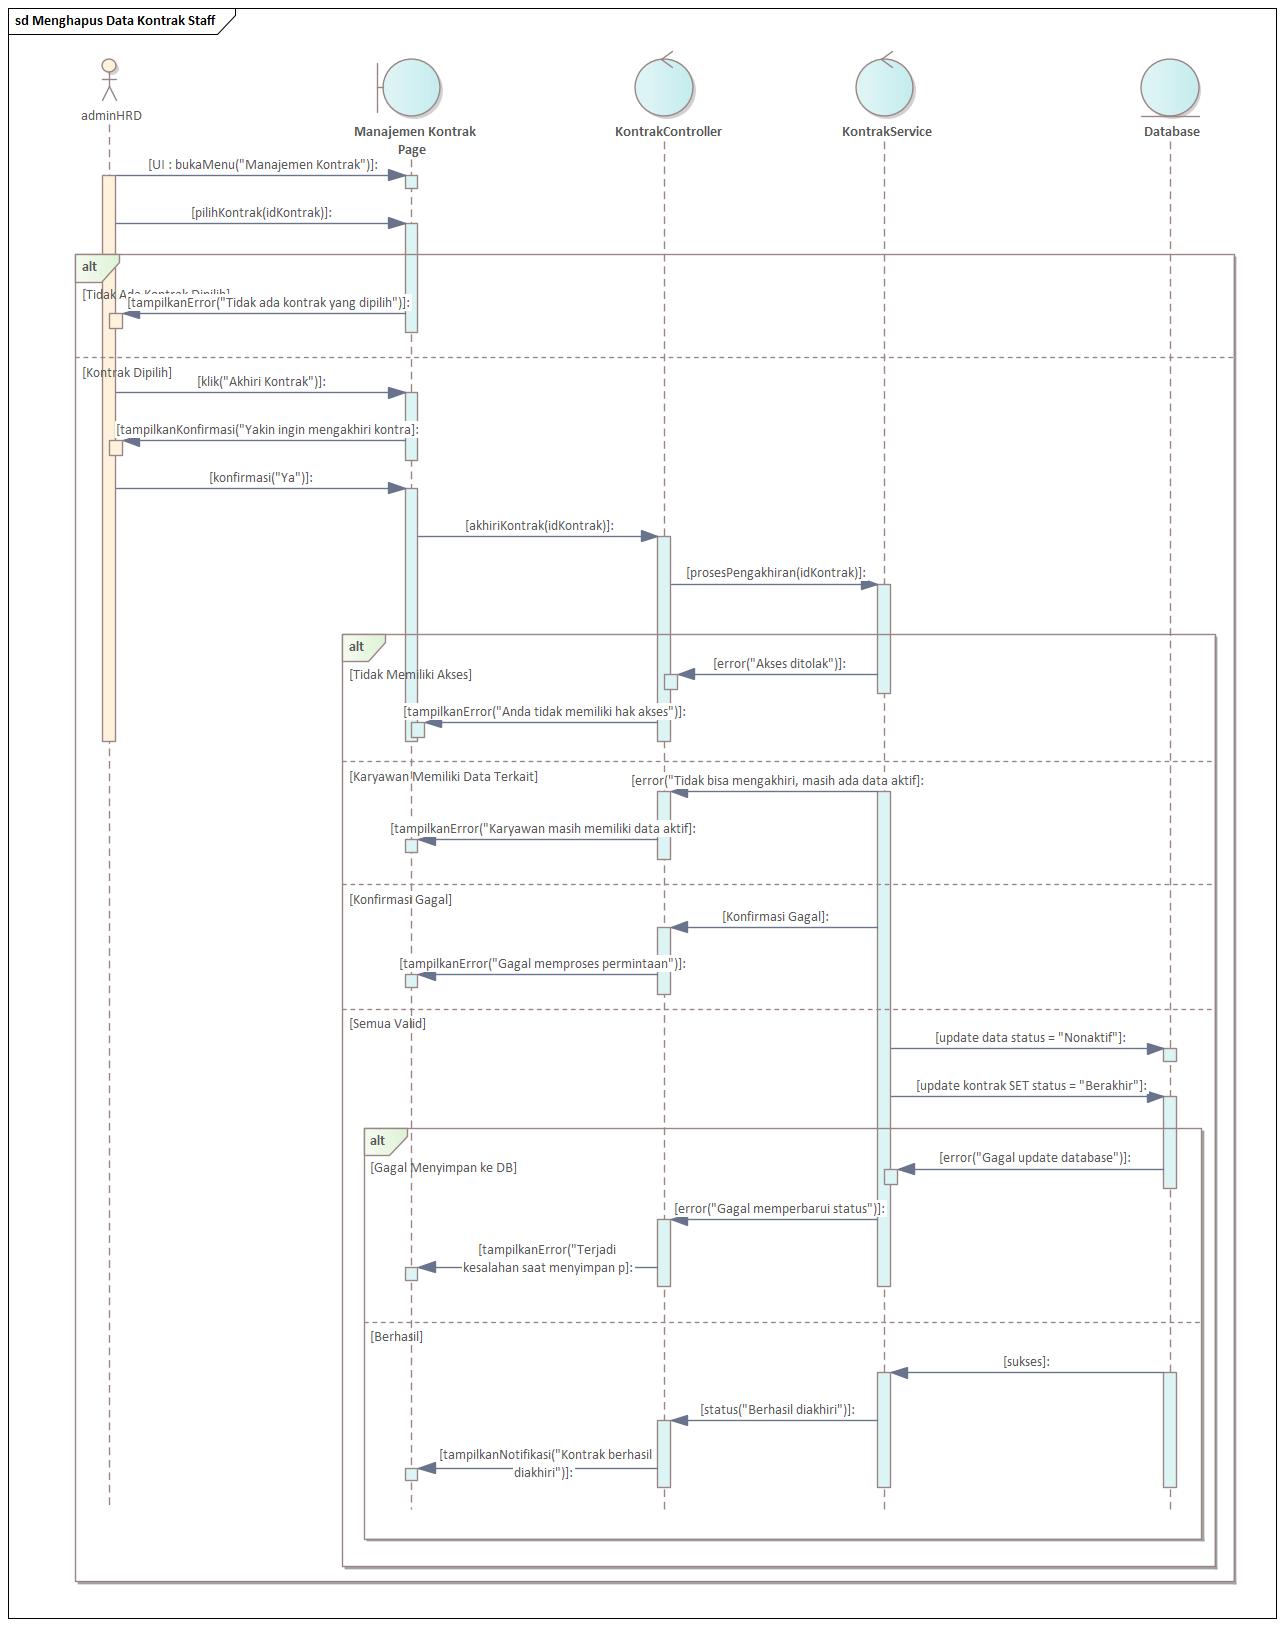 sd Menghapus Data Kontrak Staff
adminHRD
Manajemen Kontrak
Page
KontrakController
KontrakService
Database
[UI : bukaMenu("Manajemen Kontrak")]:
[pilihKontrak(idKontrak)]:
alt
[Tidak Ada Kontrak Dipilih]
[tampilkanError("Tidak ada kontrak yang dipilih")]:
[Kontrak Dipilih]
[klik("Akhiri Kontrak")]:
[tampilkanKonfirmasi("Yakin ingin mengakhiri kontra]:
[konfirmasi("Ya")]:
[akhiriKontrak(idKontrak)]:
[prosesPengakhiran(idKontrak)]:
alt
[error("Akses ditolak")]:
[Tidak Memiliki Akses]
[tampilkanError("Anda tidak memiliki hak akses")]:
[Karyawan Memiliki Data Terkait]
[error("Tidak bisa mengakhiri, masih ada data aktif]:
[tampilkanError("Karyawan masih memiliki data aktif]:
[Konfirmasi Gagal]
[Konfirmasi Gagal]:
[tampilkanError("Gagal memproses permintaan")]:
[Semua Valid]
[update data status = "Nonaktif"]:
[update kontrak SET status = "Berakhir"]:
alt
[error("Gagal update database")]:
[Gagal Menyimpan ke DB]
[error("Gagal memperbarui status")]:
[tampilkanError("Terjadi
kesalahan saat menyimpan p]:
[Berhasil]
[sukses]:
[status("Berhasil diakhiri")]:
[tampilkanNotifikasi("Kontrak berhasil
diakhiri")]: